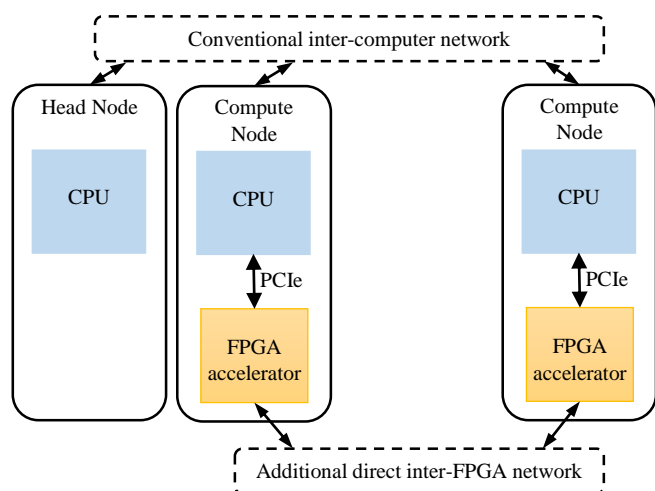 Conventional inter-computer network
Head Node
CPU
Compute
Node
CPU
PCIe
FPGA
accelerator
Compute
Node
CPU
PCIe
FPGA
accelerator
Additional direct inter-FPGA network